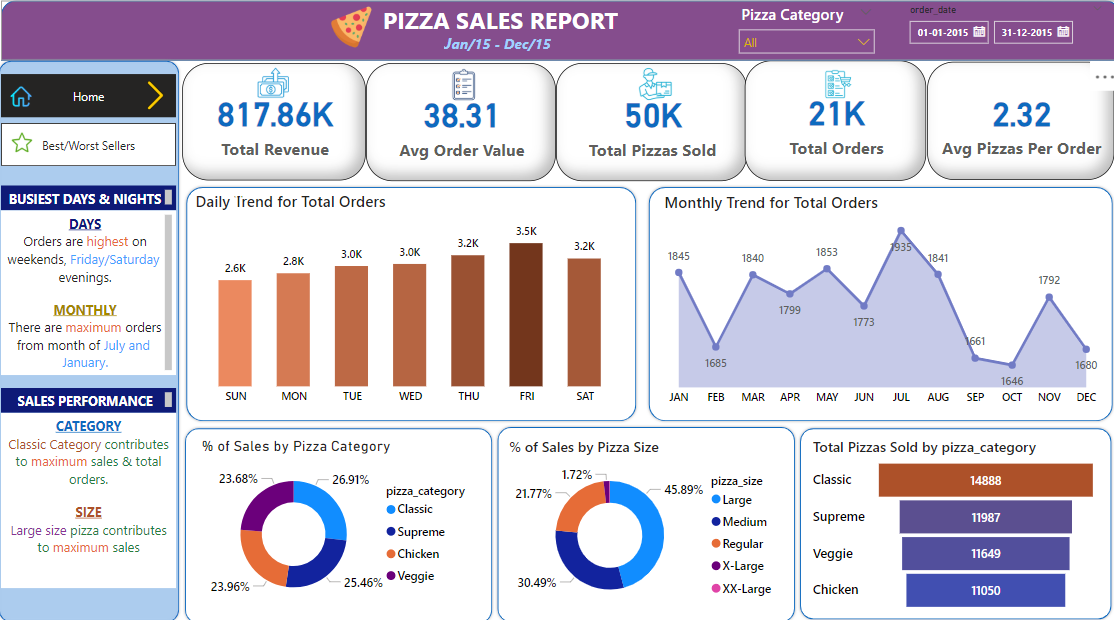 PIZZA SALES REPORT
Jan/15 - Dec/15
Pizza Category
All
order_date
01-01-2015
31-12-2015
Home
Best/Worst Sellers
BUSIEST DAYS & NIGHTS
DAYS
Orders are highest on
weekends, Friday/Saturday
evenings.
MONTHLY
There are maximum orders
from month of July and
January.
SALES PERFORMANCE
CATEGORY
Classic Category contributes
to maximum sales & total
orders.
SIZE
Large size pizza contributes
to maximum sales
817.86K
Total Revenue
38.31
Avg Order Value
50K
Total Pizzas Sold
21K
Total Orders
2.32
Avg Pizzas Per Order
Daily Trend for Total Orders
2.6K
2.8K
3.0K
3.0K
3.2K
3.5K
3.2K
SUN
MON
TUE
WED
THU
FRI
SAT
Monthly Trend for Total Orders
1845
1685
1840
1799
1853
1773
1935
1841
1661
1646
1792
1680
JAN
FEB
MAR
APR
MAY
JUN
JUL
AUG
SEP
OCT
NOV
DEC
% of Sales by Pizza Category
26.91%
25.46%
23.96%
23.68%
pizza_category
Classic
Supreme
Chicken
Veggie
% of Sales by Pizza Size
45.89%
30.49%
21.77%
1.72%
pizza_size
Large
Medium
Regular
X-Large
XX-Large
Total Pizzas Sold by pizza_category
Classic 14888
Supreme 11987
Veggie 11649
Chicken 11050